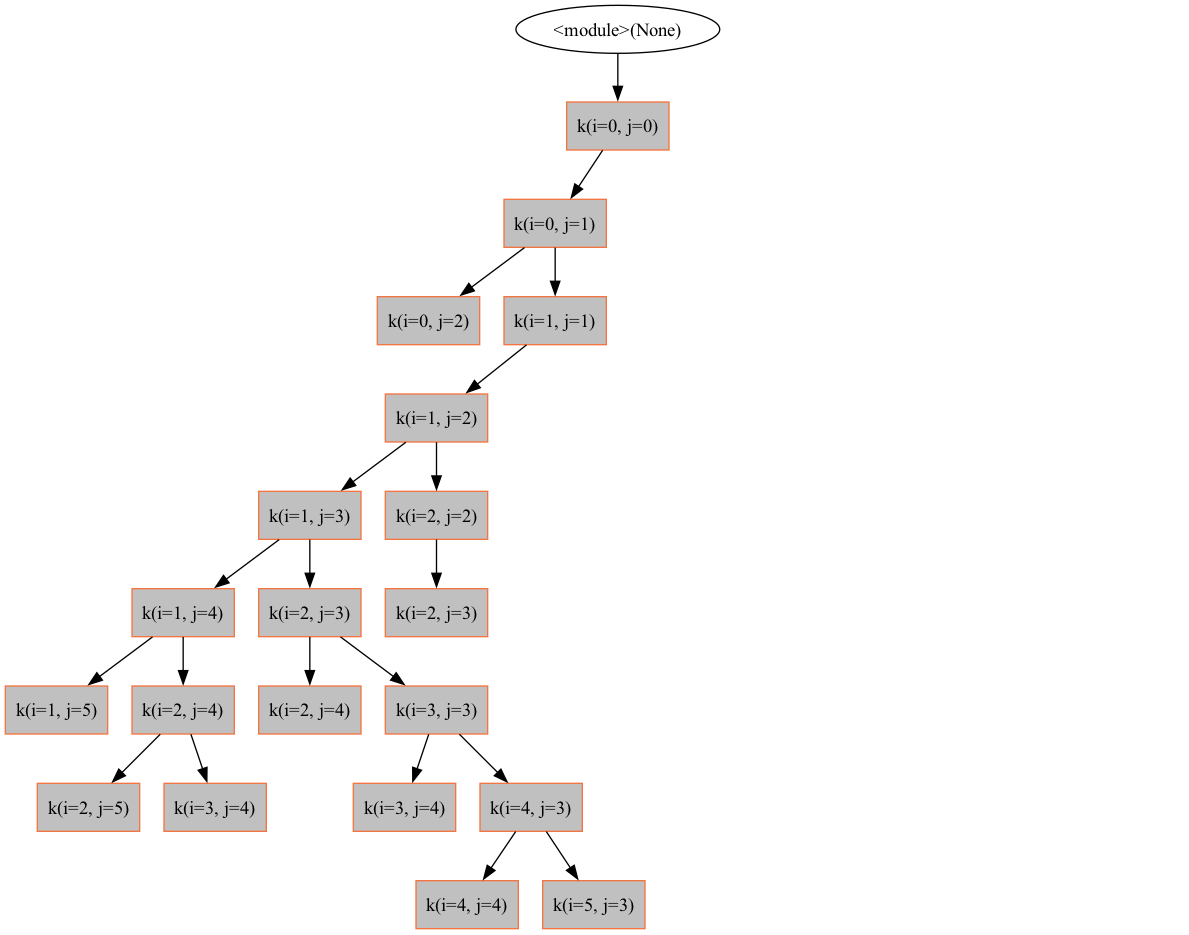 <module>(None)
k(i=0, j=0)
k(i=0, j=1)
k(i=0, j=2)
k(i=1, j=1)
k(i=1, j=2)
k(i=1, j=3)
k(i=2, j=2)
k(i=1, j=4)
k(i=2, j=3)
k(i=2, j=3)
k(i=1, j=5)
k(i=2, j=4)
k(i=2, j=4)
k(i=3, j=3)
k(i=2, j=5)
k(i=3, j=4)
k(i=3, j=4)
k(i=4, j=3)
k(i=4, j=4)
k(i=5, j=3)